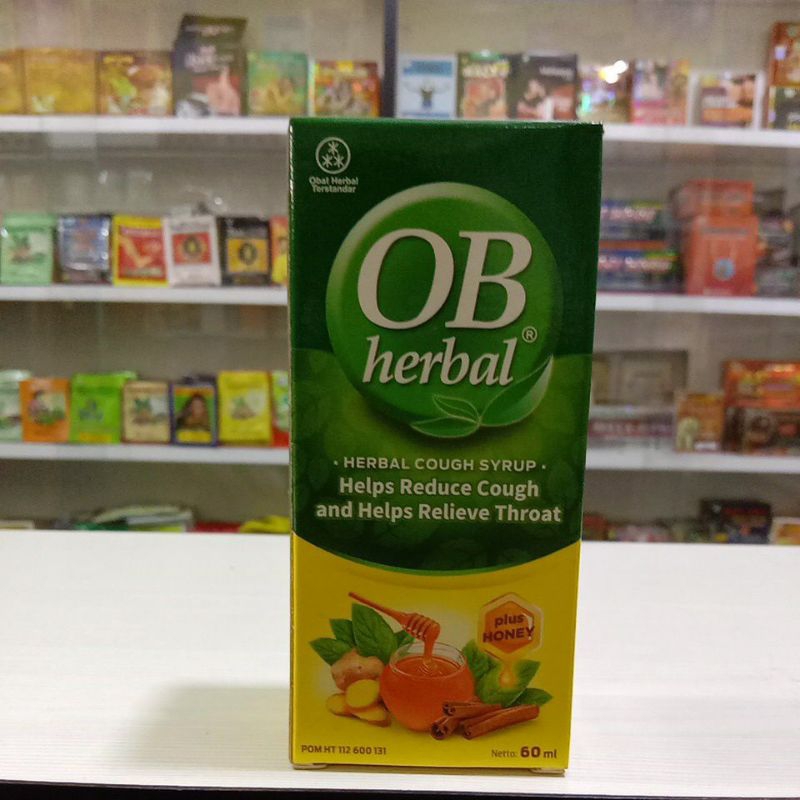 Obat Herbal
Terstandar
OB
herbal®
· HERBAL COUGH SYRUP ·
Helps Reduce Cough
and Helps Relieve Throat
plus
HONEY
POM HT 112 600 131
Netto: 60 ml